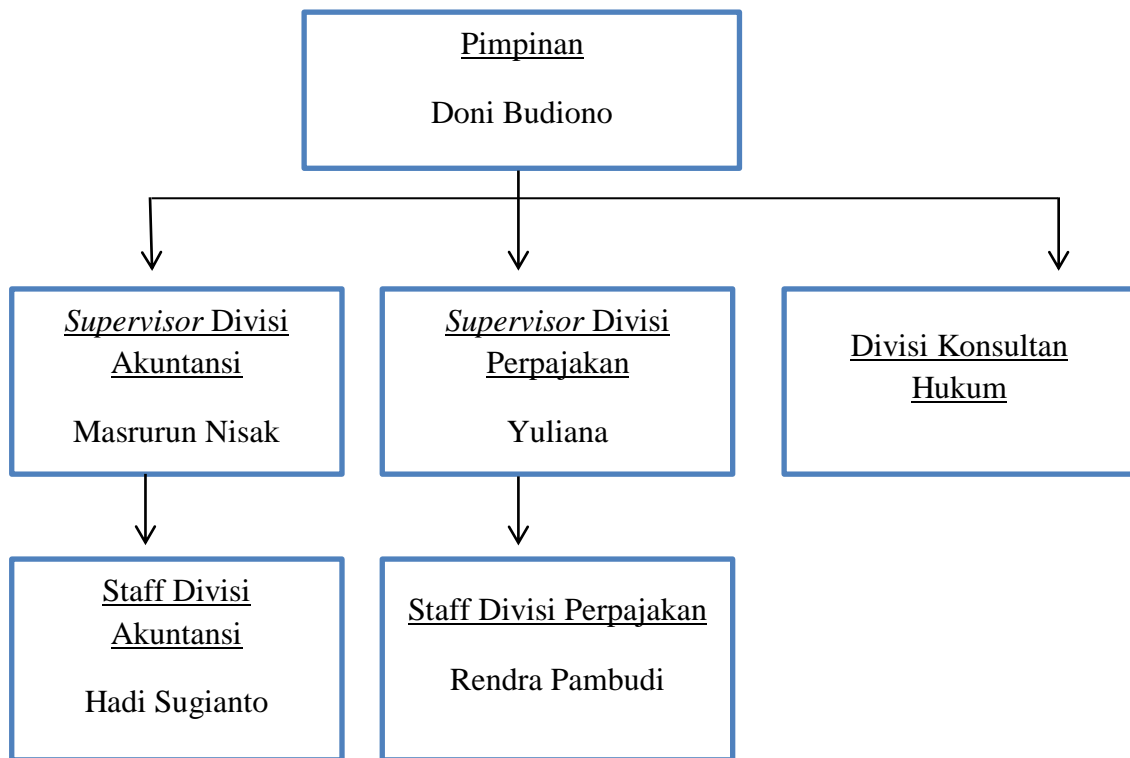 Pimpinan
Doni Budiono
Supervisor Divisi
Akuntansi
Masrurun Nisak
Supervisor Divisi
Perpajakan
Yuliana
Divisi Konsultan
Hukum
Staff Divisi
Akuntansi
Hadi Sugianto
Staff Divisi Perpajakan
Rendra Pambudi